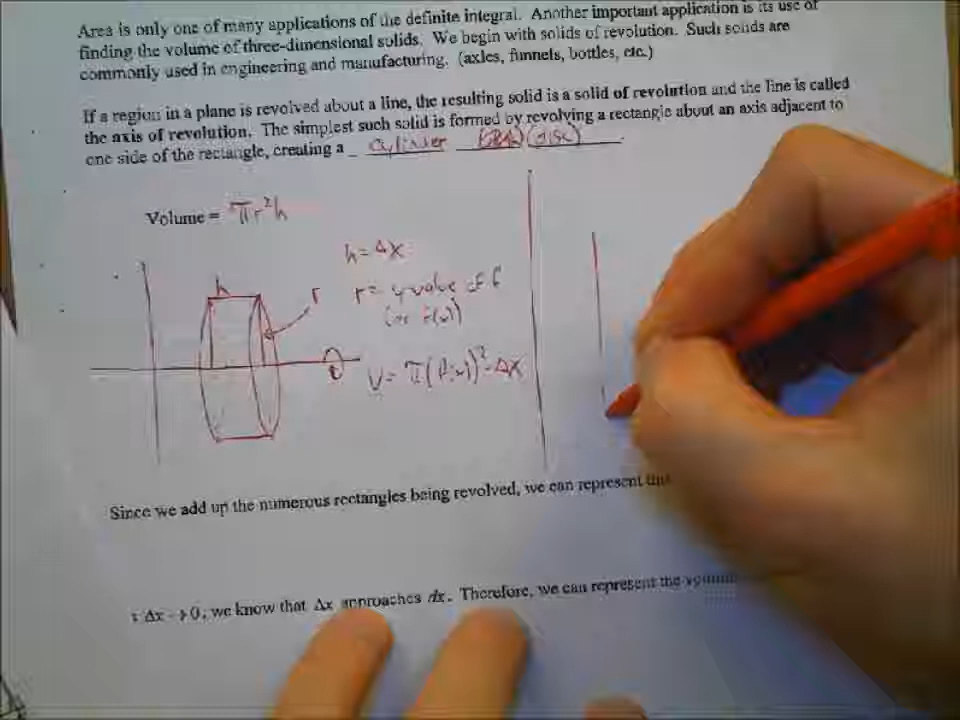 Area is only one of many applications of the definite integral. Another important application is its use of
finding the volume of three-dimensional solids. We begin with solids of revolution. Such solids are
commonly used in engineering and manufacturing. (axles, funnels, bottles, etc.)
If a region in a plane is revolved about a line, the resulting solid is a solid of revolution and the line is called
the axis of revolution. The simplest such solid is formed by revolving a rectangle about an axis adjacent to
one side of the rectangle, creating a cylinder (disc)
Volume = πr²h
h = Δx
h
r
r = y value of f
(or f(x))
V = π(f(x))²·Δx
Since we add up the numerous rectangles being revolved, we can represent this
Δx → 0, we know that Δx approaches dx. Therefore, we can represent the